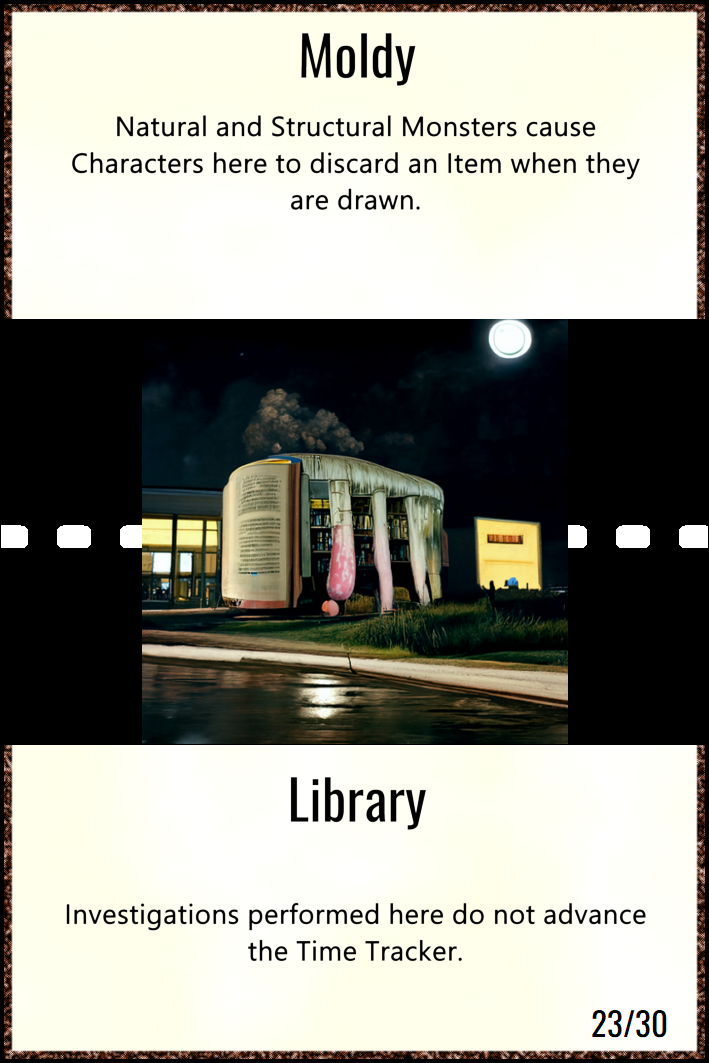 Moldy
Natural and Structural Monsters cause
Characters here to discard an Item when they
are drawn.
Library
Investigations performed here do not advance
the Time Tracker.
23/30